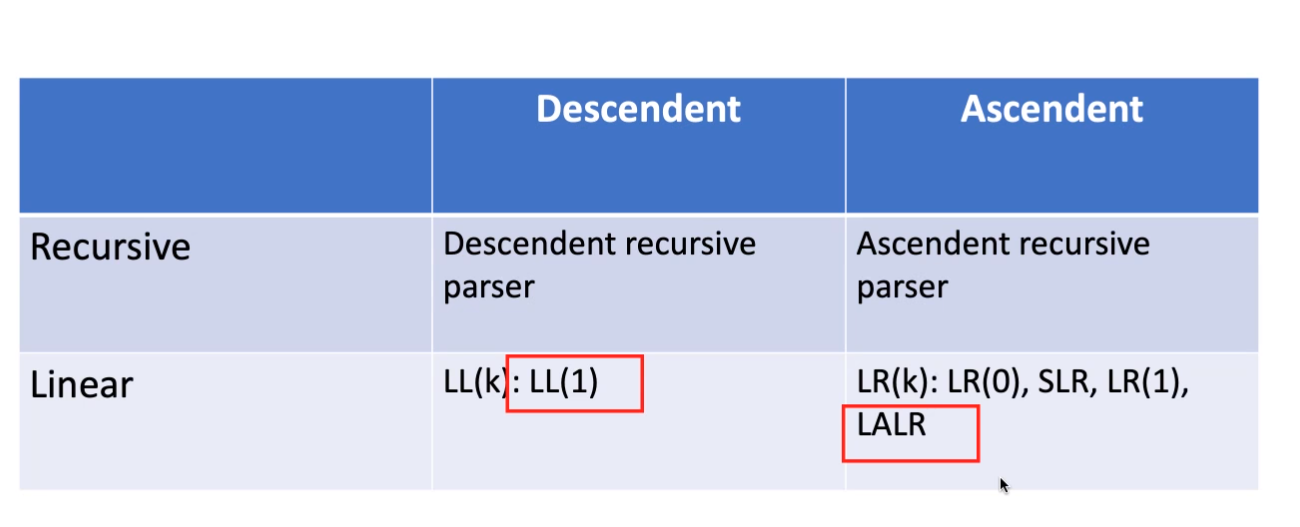 Descendent
Ascendent
Recursive
Descendent recursive
parser
Ascendent recursive
parser
Linear
LL(k): LL(1)
LR(k): LR(0), SLR, LR(1),
LALR